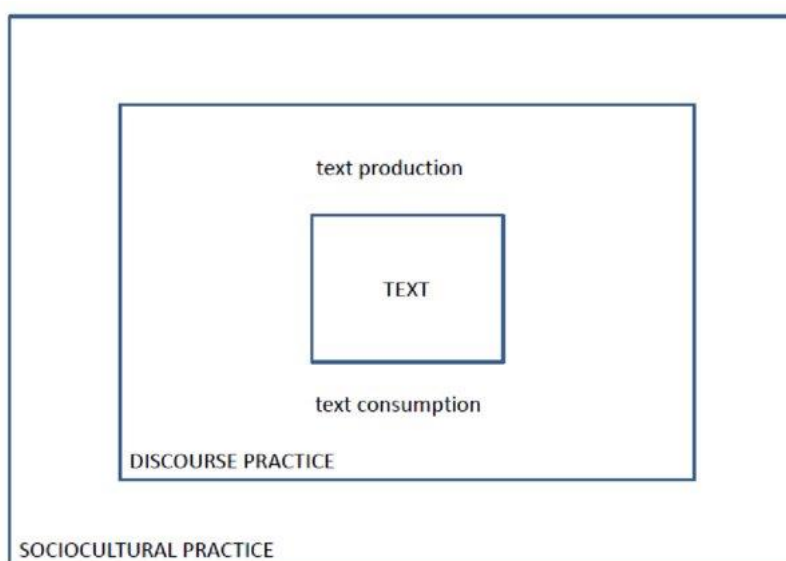 text production
TEXT
text consumption
DISCOURSE PRACTICE
SOCIOCULTURAL PRACTICE